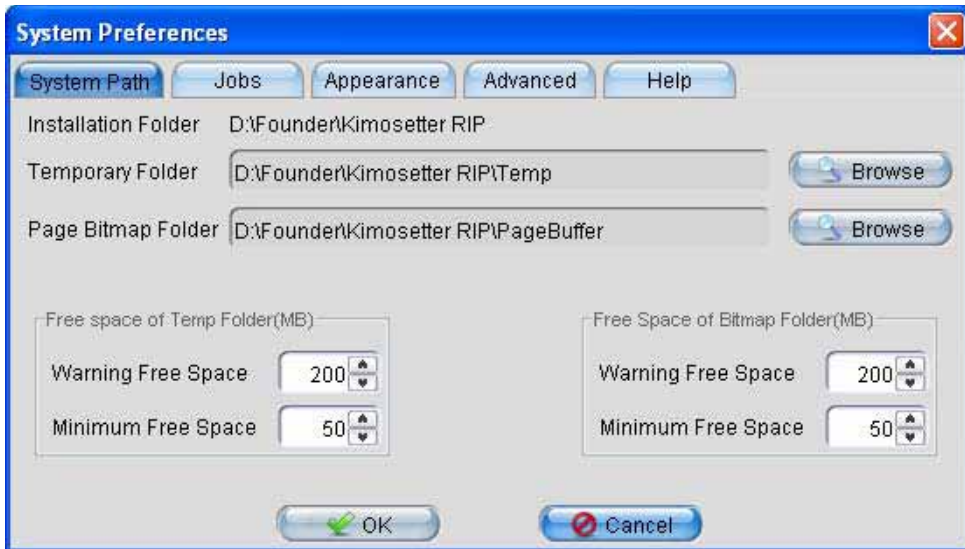 System Preferences
System Path Jobs Appearance Advanced Help
Installation Folder D:\Founder\Kimosetter RIP
Temporary Folder D:\Founder\Kimosetter RIP\Temp Browse
Page Bitmap Folder D:\Founder\Kimosetter RIP\PageBuffer Browse
Free space of Temp Folder(MB) Free Space of Bitmap Folder(MB)
Warning Free Space 200 Warning Free Space 200
Minimum Free Space 50 Minimum Free Space 50
OK Cancel